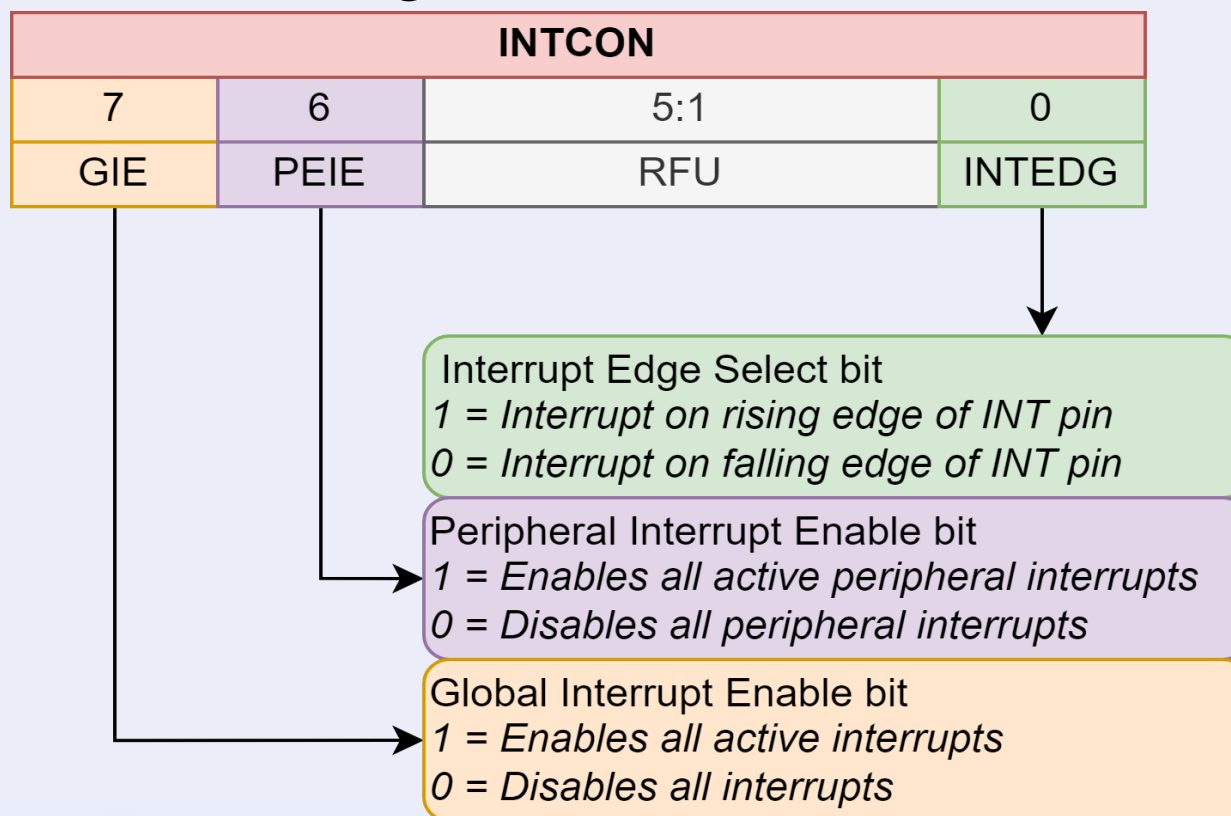 INTCON
7 6 5:1 0
GIE PEIE RFU INTEDG
Interrupt Edge Select bit
1 = Interrupt on rising edge of INT pin
0 = Interrupt on falling edge of INT pin
Peripheral Interrupt Enable bit
1 = Enables all active peripheral interrupts
0 = Disables all peripheral interrupts
Global Interrupt Enable bit
1 = Enables all active interrupts
0 = Disables all interrupts